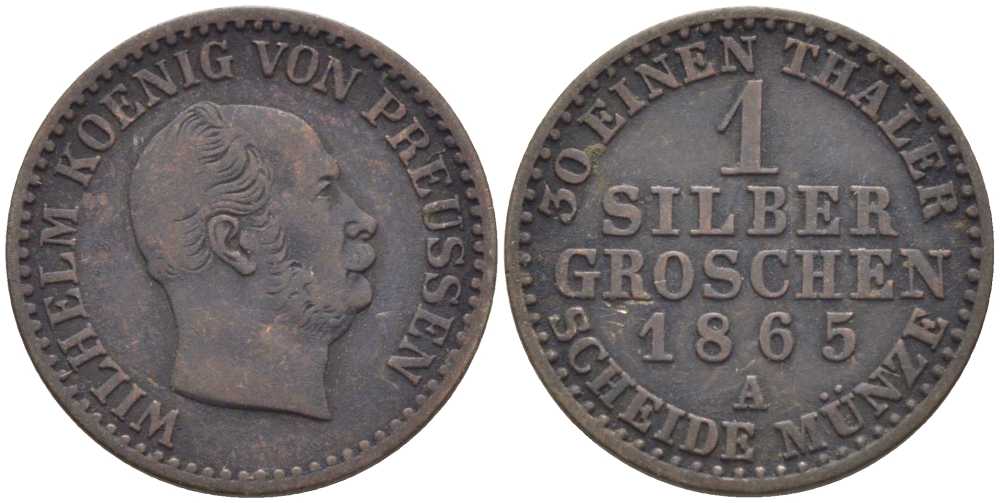 WILHELM KOENIG VON PREUSSEN
30 EINEN THALER
1
SILBER
GROSCHEN
1865
A
SCHEIDE MÜNZE